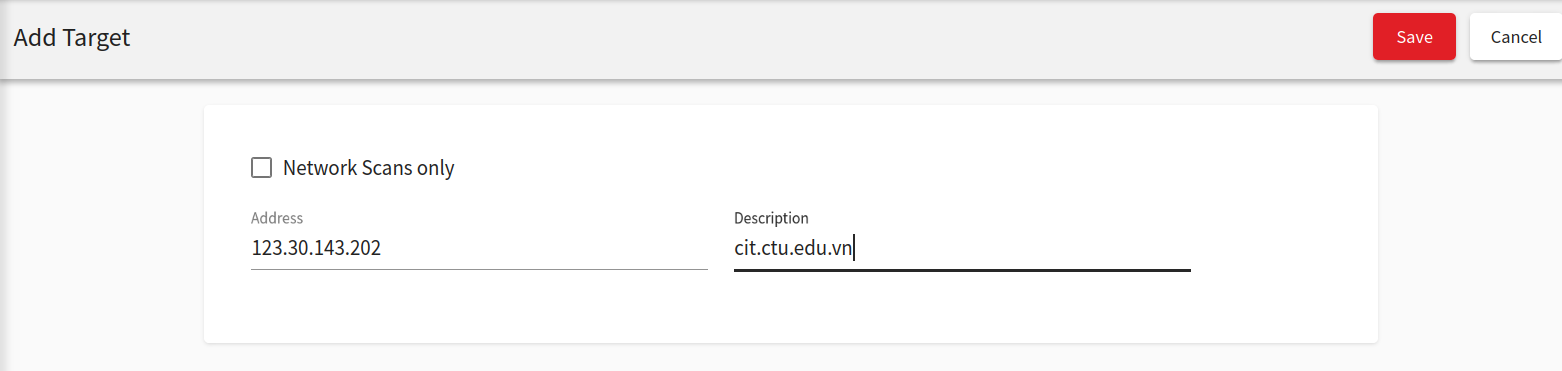 Add Target
Save
Cancel
Network Scans only
Address
Description
123.30.143.202
cit.ctu.edu.vn